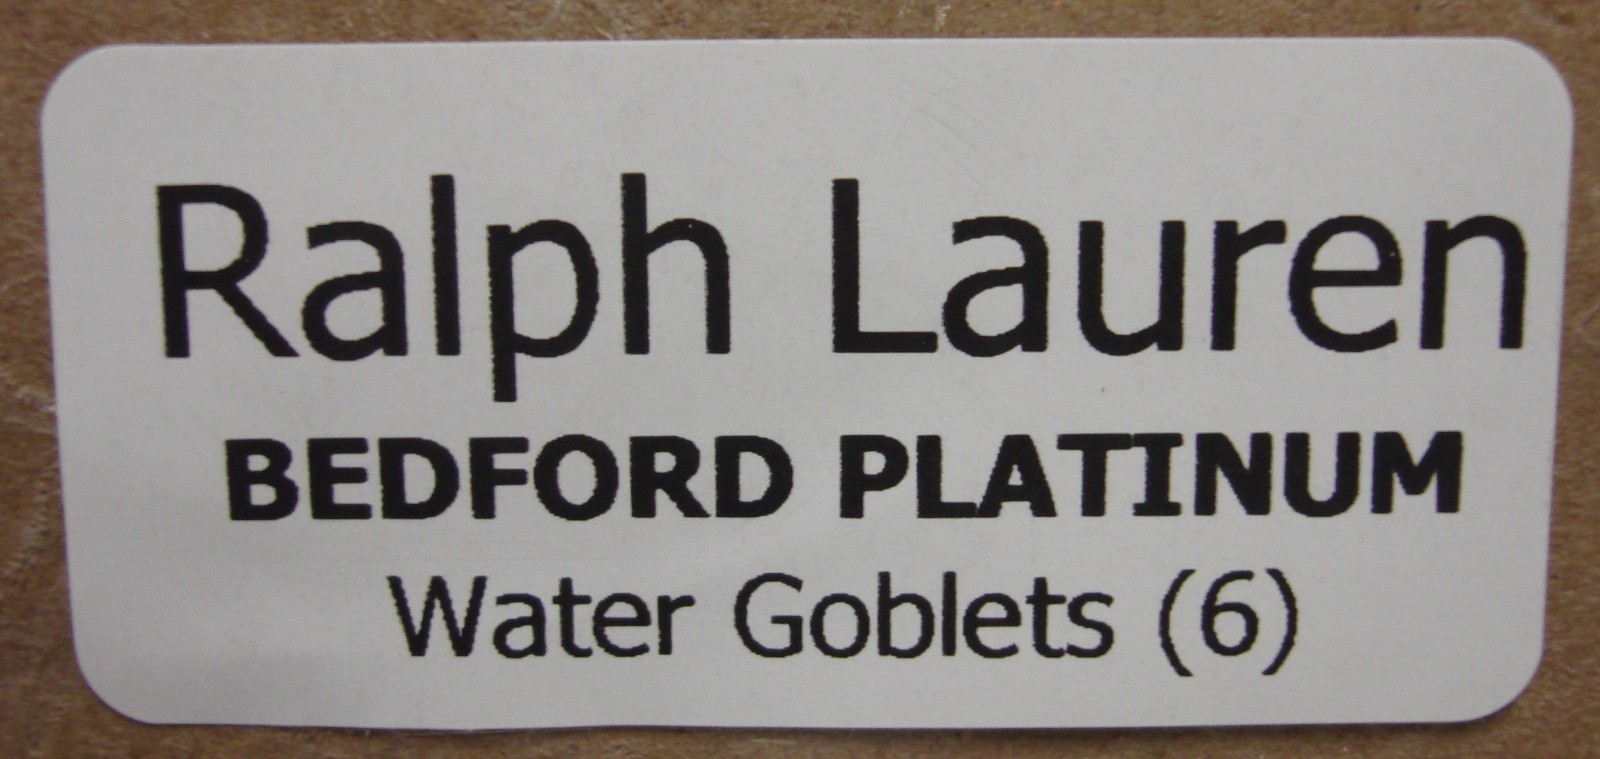 Ralph Lauren
BEDFORD PLATINUM
Water Goblets (6)